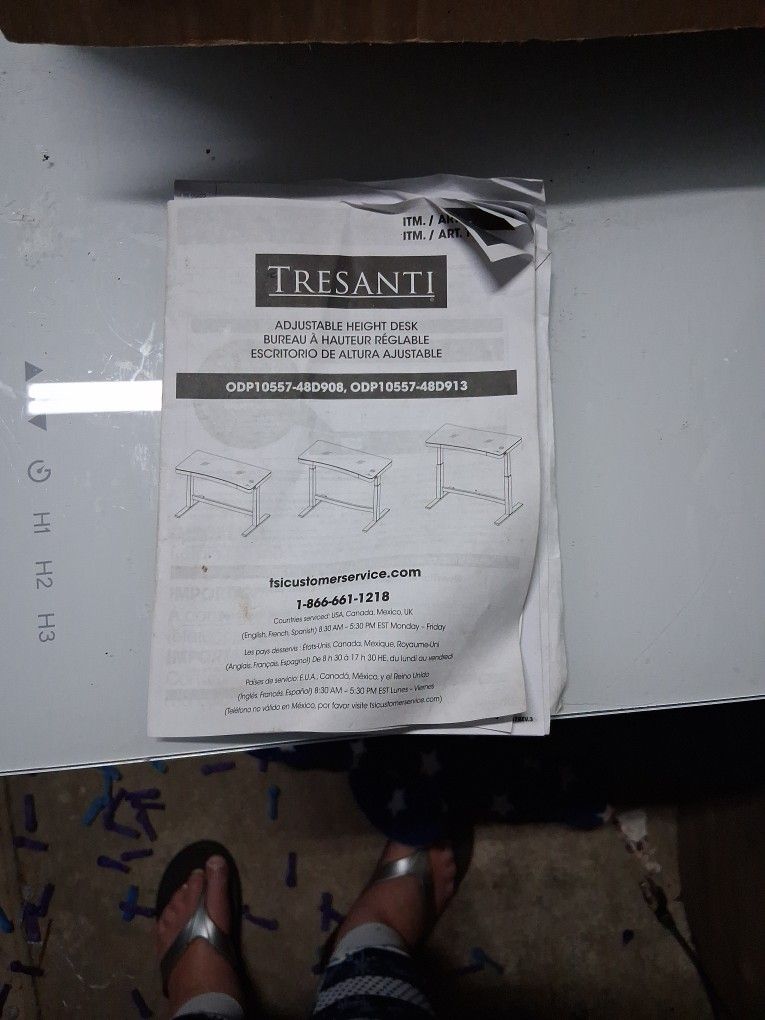 ITM. / ART.
ITM. / ART.
TRESANTI
ADJUSTABLE HEIGHT DESK
BUREAU À HAUTEUR RÉGLABLE
ESCRITORIO DE ALTURA AJUSTABLE
ODP10557-48D908, ODP10557-48D913
tsicustomerservice.com
1-866-661-1218
Countries serviced: USA, Canada, Mexico, UK
(English, French, Spanish) 8:30 AM – 5:30 PM EST Monday – Friday
Les pays desservis : États-Unis, Canada, Mexique, Royaume-Uni
(Anglais, Français, Espagnol) De 8 h 30 à 17 h 30 HE, du lundi au vendredi
Países de servicio: E.U.A., Canadá, México, y el Reino Unido
(Inglés, Francés, Español) 8:30 AM – 5:30 PM EST Lunes - Viernes
(Teléfono no válido en México, por favor visite tsicustomerservice.com)
H1 H2 H3